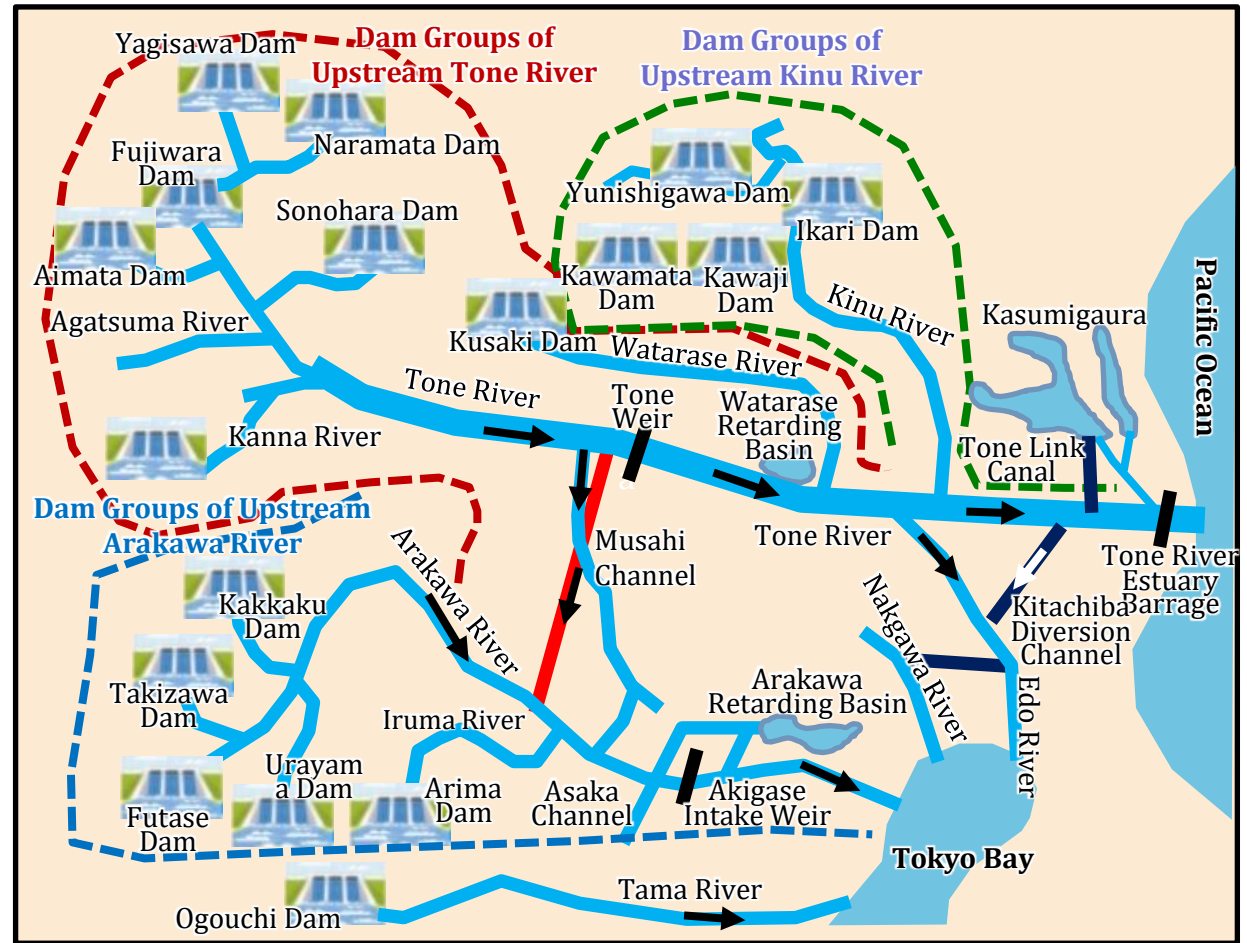 Yagisawa Dam
Dam Groups of
Upstream Tone River
Dam Groups of
Upstream Kinu River
Naramata Dam
Fujiwara
Dam
Sonohara Dam
Yunishigawa Dam
Ikari Dam
Aimata Dam
Kawamata
Dam
Kawaji
Dam
Kinu River
Kasumigaura
Pacific Ocean
Agatsuma River
Kusaki Dam
Watarase River
Tone River
Tone
Weir
Watarase
Retarding
Basin
Kanna River
Tone Link
Canal
Dam Groups of Upstream
Arakawa River
Arakawa River
Musahi
Channel
Tone River
Tone River
Estuary
Barrage
Kakkaku
Dam
Nakgawa River
Kitachiba
Diversion
Channel
Takizawa
Dam
Iruma River
Arakawa
Retarding Basin
Edo River
Urayam
a Dam
Arima
Dam
Asaka
Channel
Akigase
Intake Weir
Futase
Dam
Tokyo Bay
Ogouchi Dam
Tama River